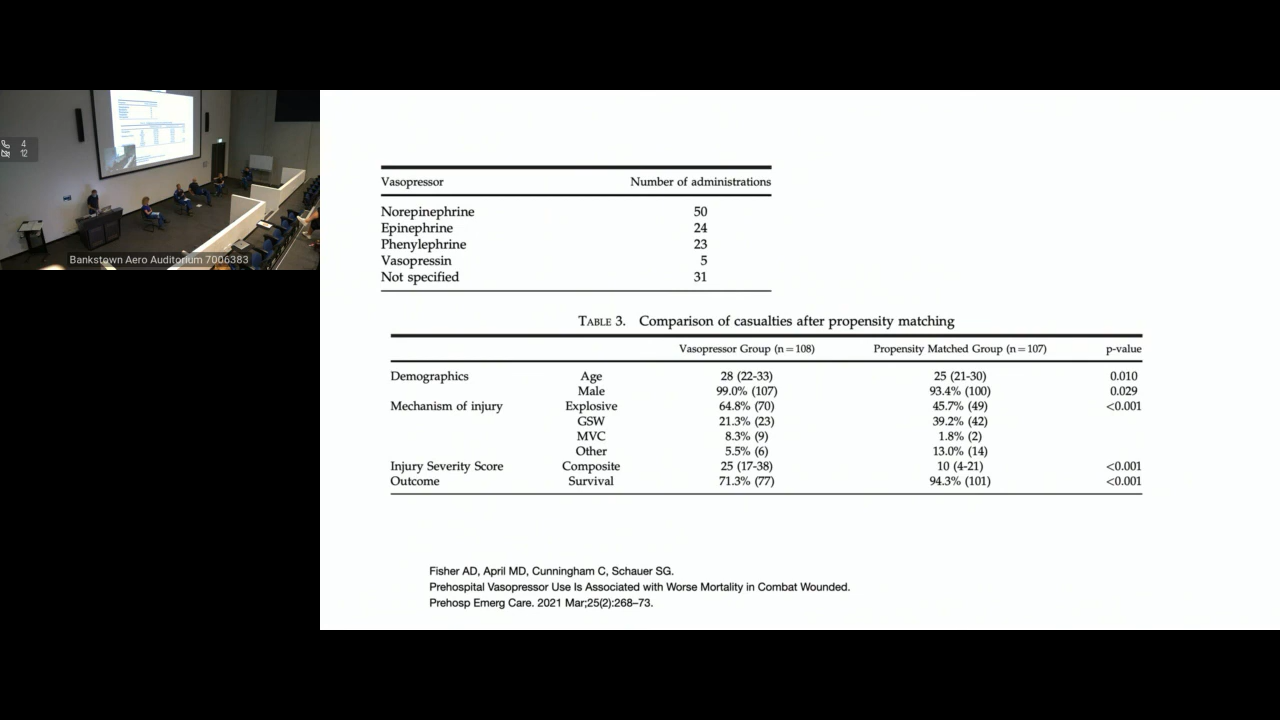 4
12
Bankstown Aero Auditorium 7006383
Vasopressor Number of administrations
Norepinephrine 50
Epinephrine 24
Phenylephrine 23
Vasopressin 5
Not specified 31
TABLE 3. Comparison of casualties after propensity matching
Vasopressor Group (n=108) Propensity Matched Group (n=107) p-value
Demographics Age 28 (22-33) 25 (21-30) 0.010
Male 99.0% (107) 93.4% (100) 0.029
Mechanism of injury Explosive 64.8% (70) 45.7% (49) <0.001
GSW 21.3% (23) 39.2% (42)
MVC 8.3% (9) 1.8% (2)
Other 5.5% (6) 13.0% (14)
Injury Severity Score Composite 25 (17-38) 10 (4-21) <0.001
Outcome Survival 71.3% (77) 94.3% (101) <0.001
Fisher AD, April MD, Cunningham C, Schauer SG.
Prehospital Vasopressor Use Is Associated with Worse Mortality in Combat Wounded.
Prehosp Emerg Care. 2021 Mar;25(2):268–73.